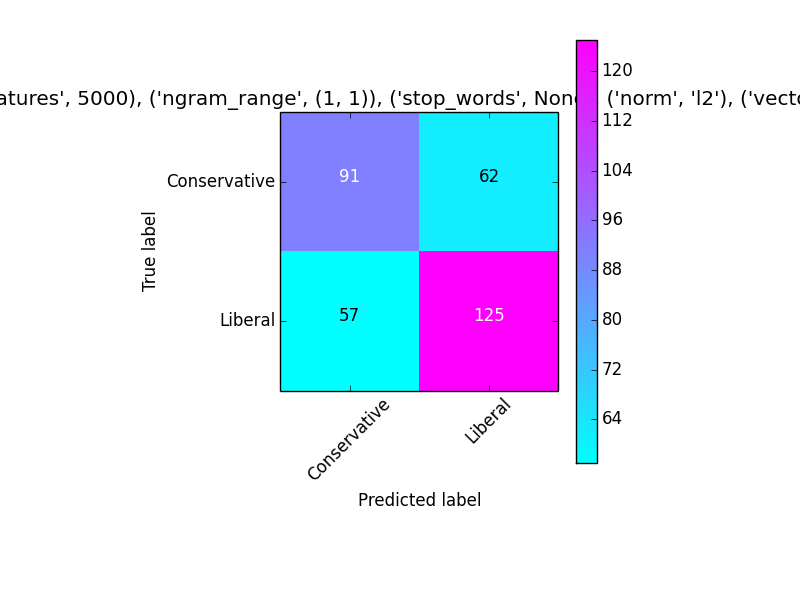 atures', 5000), ('ngram_range', (1, 1)), ('stop_words', None), ('norm', 'l2'), ('vecto
120
112
104
96
88
80
72
64
True label
Conservative
91 62
Liberal
57 125
Conservative Liberal
Predicted label